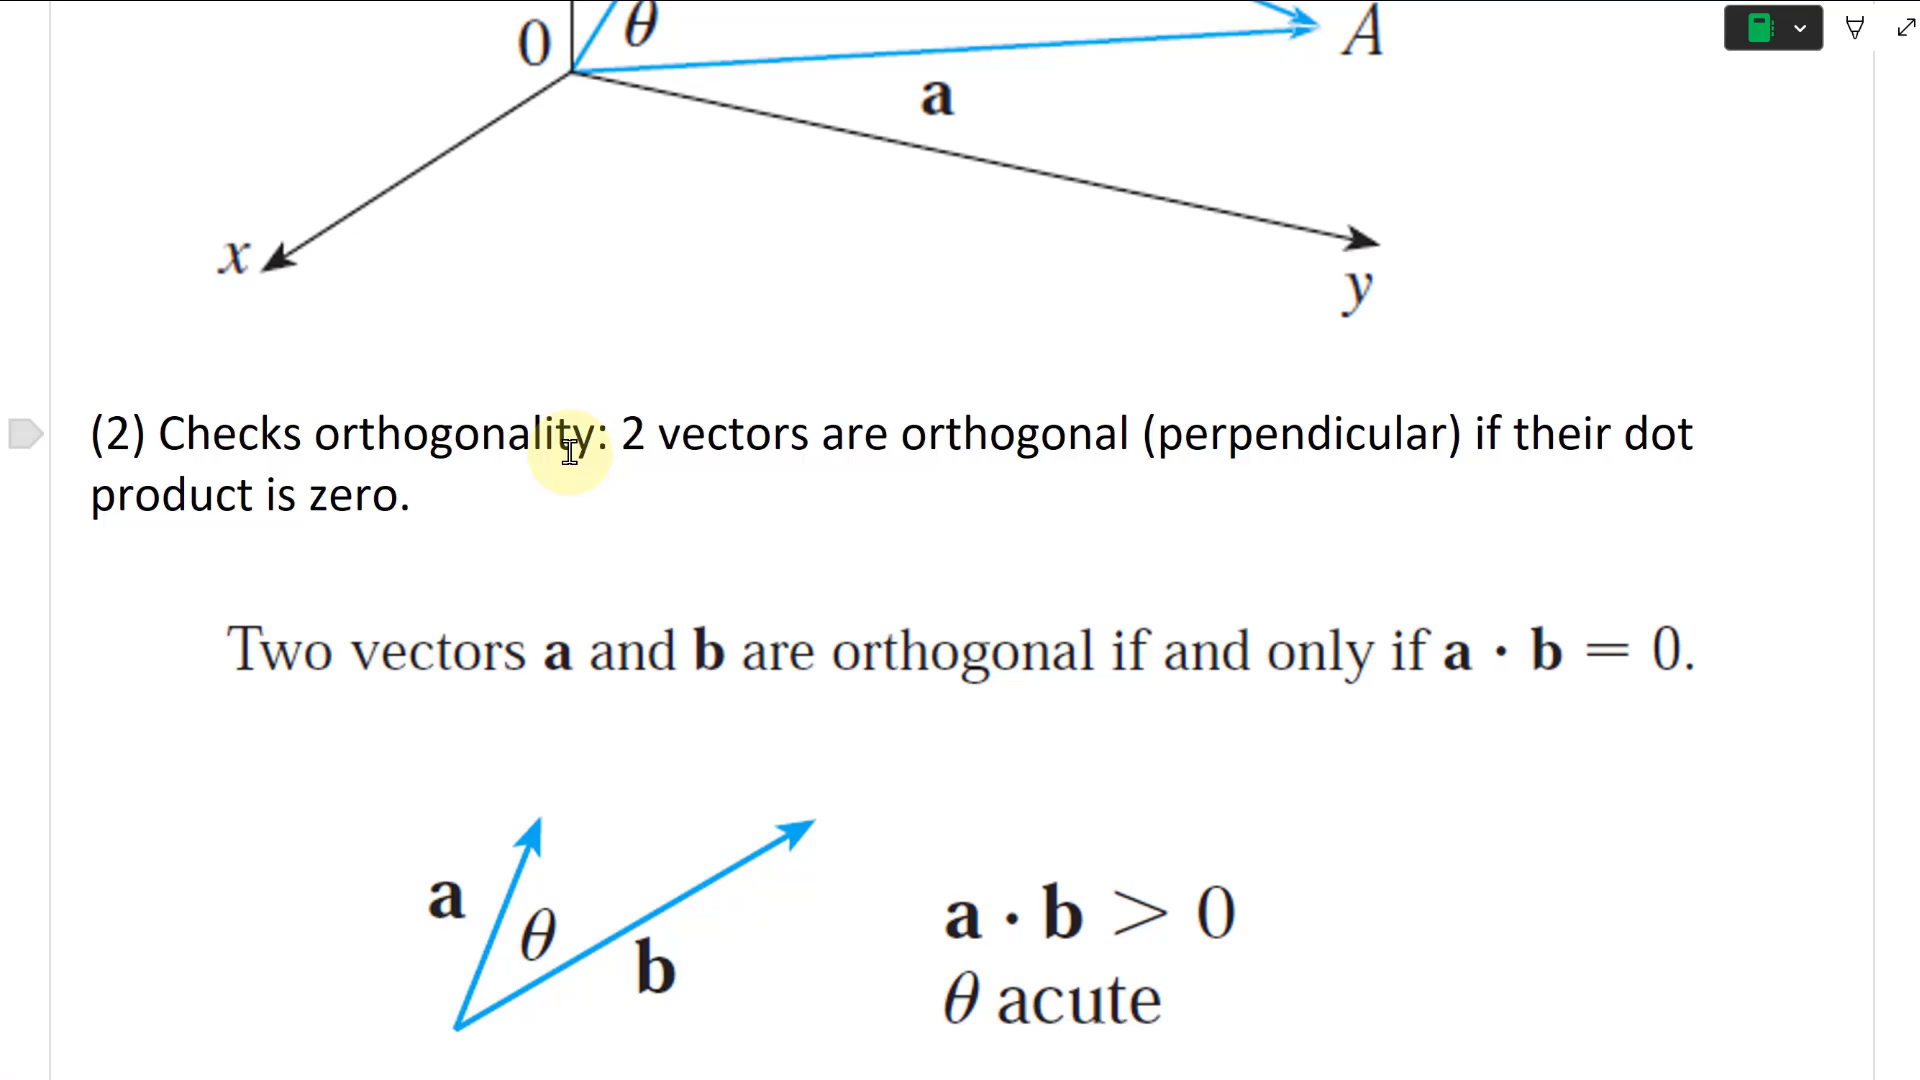 0 θ A
a
x
y
(2) Checks orthogonality: 2 vectors are orthogonal (perpendicular) if their dot
product is zero.
Two vectors a and b are orthogonal if and only if a · b = 0.
a
θ
b
a · b > 0
θ acute